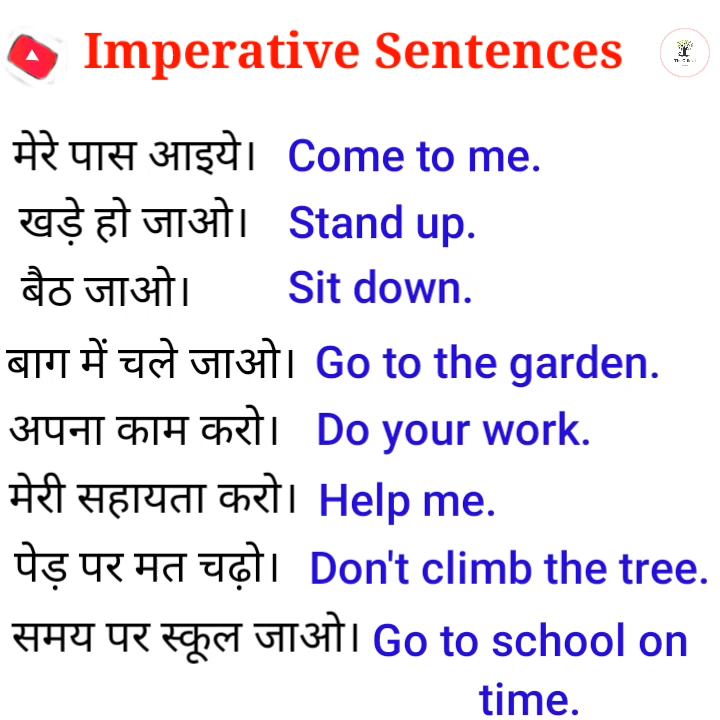 Imperative Sentences
मेरे पास आइये। Come to me.
खड़े हो जाओ। Stand up.
बैठ जाओ। Sit down.
बाग में चले जाओ। Go to the garden.
अपना काम करो। Do your work.
मेरी सहायता करो। Help me.
पेड़ पर मत चढ़ो। Don't climb the tree.
समय पर स्कूल जाओ। Go to school on
time.